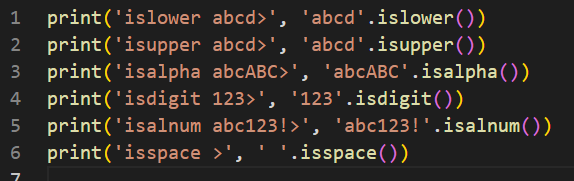 1 print('islower abcd>', 'abcd'.islower())
2 print('isupper abcd>', 'abcd'.isupper())
3 print('isalpha abcABC>', 'abcABC'.isalpha())
4 print('isdigit 123>', '123'.isdigit())
5 print('isalnum abc123!>', 'abc123!'.isalnum())
6 print('isspace >', ' '.isspace())
7